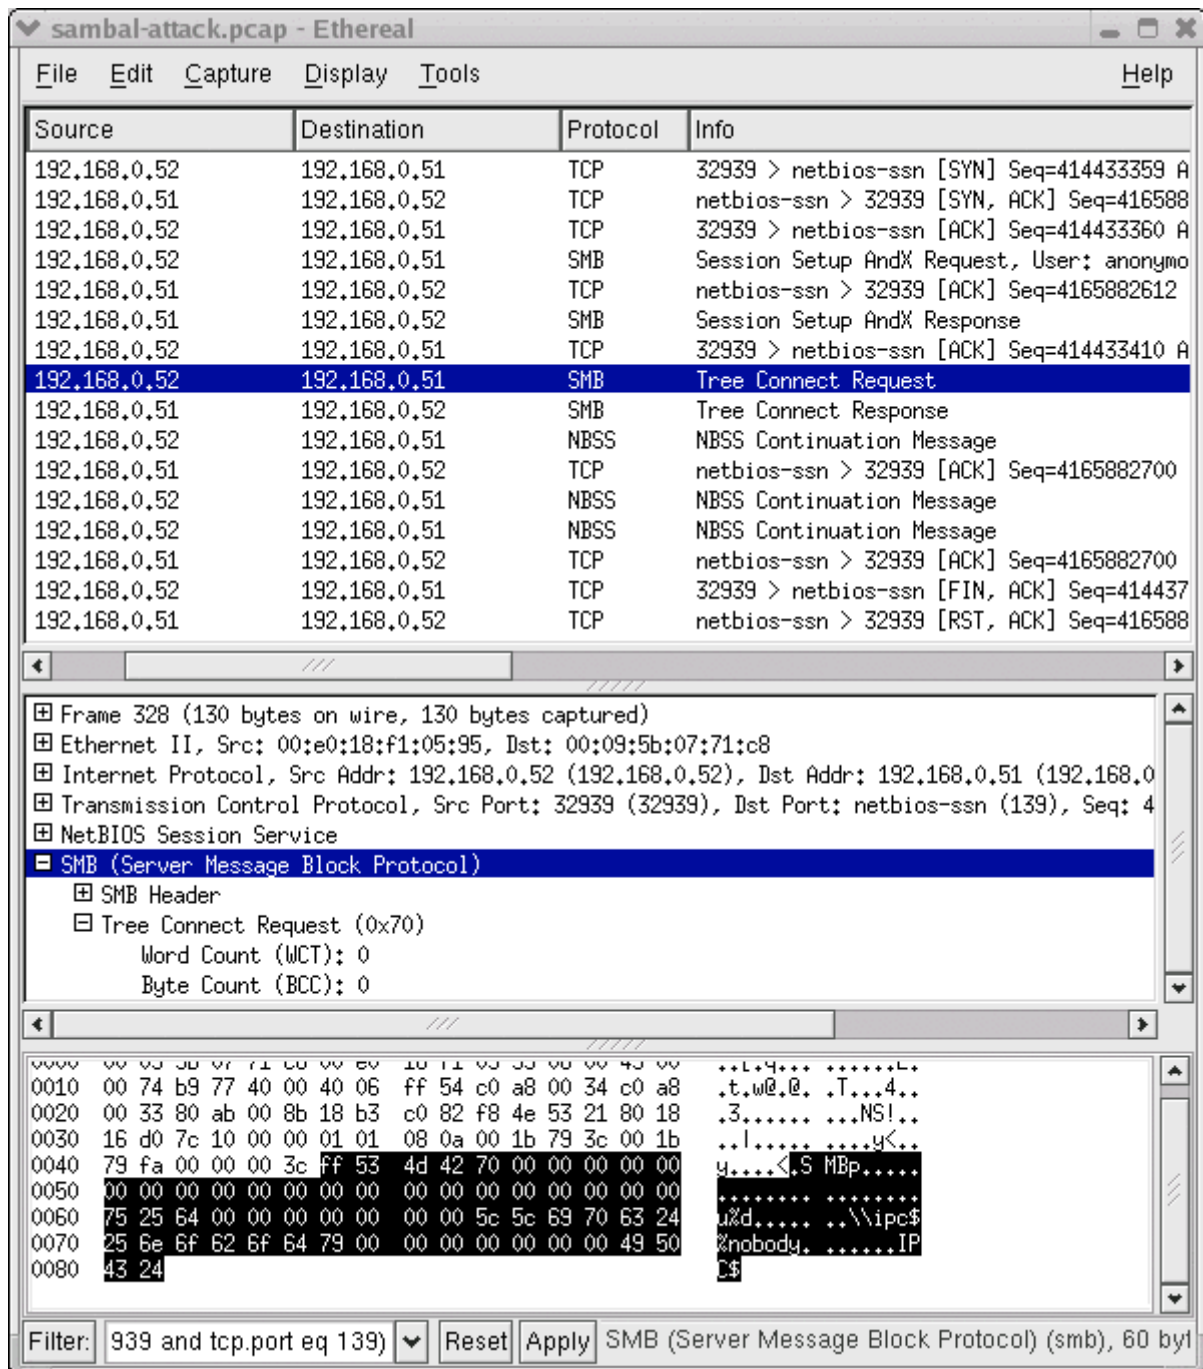 sambal-attack.pcap - Ethereal
File Edit Capture Display Tools Help
Source Destination Protocol Info
192.168.0.52 192.168.0.51 TCP 32939 > netbios-ssn [SYN] Seq=414433359 A
192.168.0.51 192.168.0.52 TCP netbios-ssn > 32939 [SYN, ACK] Seq=416588
192.168.0.52 192.168.0.51 TCP 32939 > netbios-ssn [ACK] Seq=414433360 A
192.168.0.52 192.168.0.51 SMB Session Setup AndX Request, User: anonymo
192.168.0.51 192.168.0.52 TCP netbios-ssn > 32939 [ACK] Seq=4165882612
192.168.0.51 192.168.0.52 SMB Session Setup AndX Response
192.168.0.52 192.168.0.51 TCP 32939 > netbios-ssn [ACK] Seq=414433410 A
192.168.0.52 192.168.0.51 SMB Tree Connect Request
192.168.0.51 192.168.0.52 SMB Tree Connect Response
192.168.0.52 192.168.0.51 NBSS NBSS Continuation Message
192.168.0.51 192.168.0.52 TCP netbios-ssn > 32939 [ACK] Seq=4165882700
192.168.0.52 192.168.0.51 NBSS NBSS Continuation Message
192.168.0.52 192.168.0.51 NBSS NBSS Continuation Message
192.168.0.51 192.168.0.52 TCP netbios-ssn > 32939 [ACK] Seq=4165882700
192.168.0.52 192.168.0.51 TCP 32939 > netbios-ssn [FIN, ACK] Seq=414437
192.168.0.51 192.168.0.52 TCP netbios-ssn > 32939 [RST, ACK] Seq=416588
Frame 328 (130 bytes on wire, 130 bytes captured)
Ethernet II, Src: 00:e0:18:f1:05:95, Dst: 00:09:5b:07:71:c8
Internet Protocol, Src Addr: 192.168.0.52 (192.168.0.52), Dst Addr: 192.168.0.51 (192.168.0
Transmission Control Protocol, Src Port: 32939 (32939), Dst Port: netbios-ssn (139), Seq: 4
NetBIOS Session Service
SMB (Server Message Block Protocol)
SMB Header
Tree Connect Request (0x70)
Word Count (WCT): 0
Byte Count (BCC): 0
0010 00 74 b9 77 40 00 40 06 ff 54 c0 a8 00 34 c0 a8 .t.w@.@. .T...4..
0020 00 33 80 ab 00 8b 18 b3 c0 82 f8 4e 53 21 80 18 .3...... ...NS!..
0030 16 d0 7c 10 00 00 01 01 08 0a 00 1b 79 3c 00 1b ..|..... ....y<..
0040 79 fa 00 00 00 3c ff 53 4d 42 70 00 00 00 00 00 y....<.S MBp.....
0050 00 00 00 00 00 00 00 00 00 00 00 00 00 00 00 00 ........ ........
0060 75 25 64 00 00 00 00 00 00 00 5c 5c 69 70 63 24 u%d..... ..\\ipc$
0070 25 6e 6f 62 6f 64 79 00 00 00 00 00 00 00 49 50 %nobody. ......IP
0080 43 24 C$
Filter: 939 and tcp.port eq 139) Reset Apply SMB (Server Message Block Protocol) (smb), 60 byt